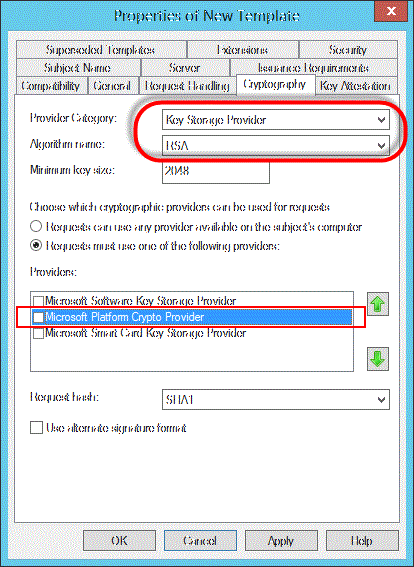 Properties of New Template
x
Superseded Templates Extensions Security
Subject Name Server Issuance Requirements
Compatibility General Request Handling Cryptography Key Attestation
Provider Category: Key Storage Provider
Algorithm name: RSA
Minimum key size: 2048
Choose which cryptographic providers can be used for requests
Requests can use any provider available on the subject's computer
Requests must use one of the following providers:
Providers:
Microsoft Software Key Storage Provider
Microsoft Platform Crypto Provider
Microsoft Smart Card Key Storage Provider
Request hash: SHA1
Use alternate signature format
OK Cancel Apply Help